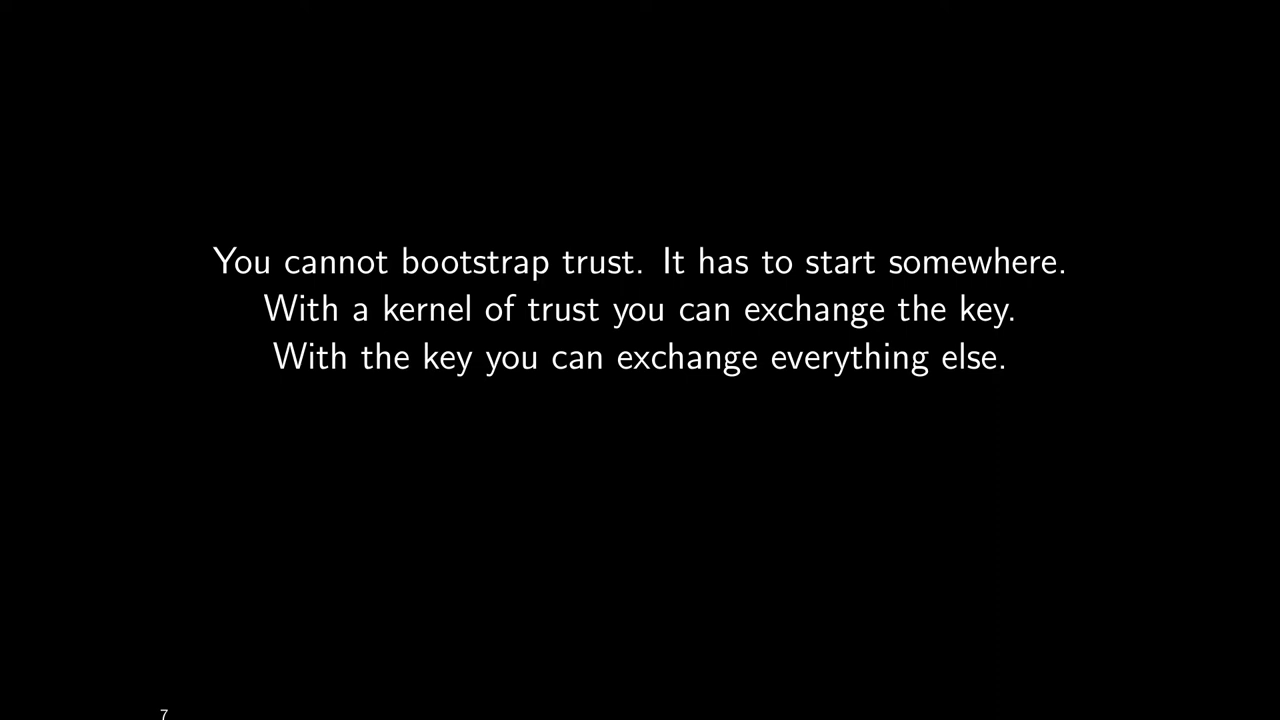 You cannot bootstrap trust. It has to start somewhere.
With a kernel of trust you can exchange the key.
With the key you can exchange everything else.
7